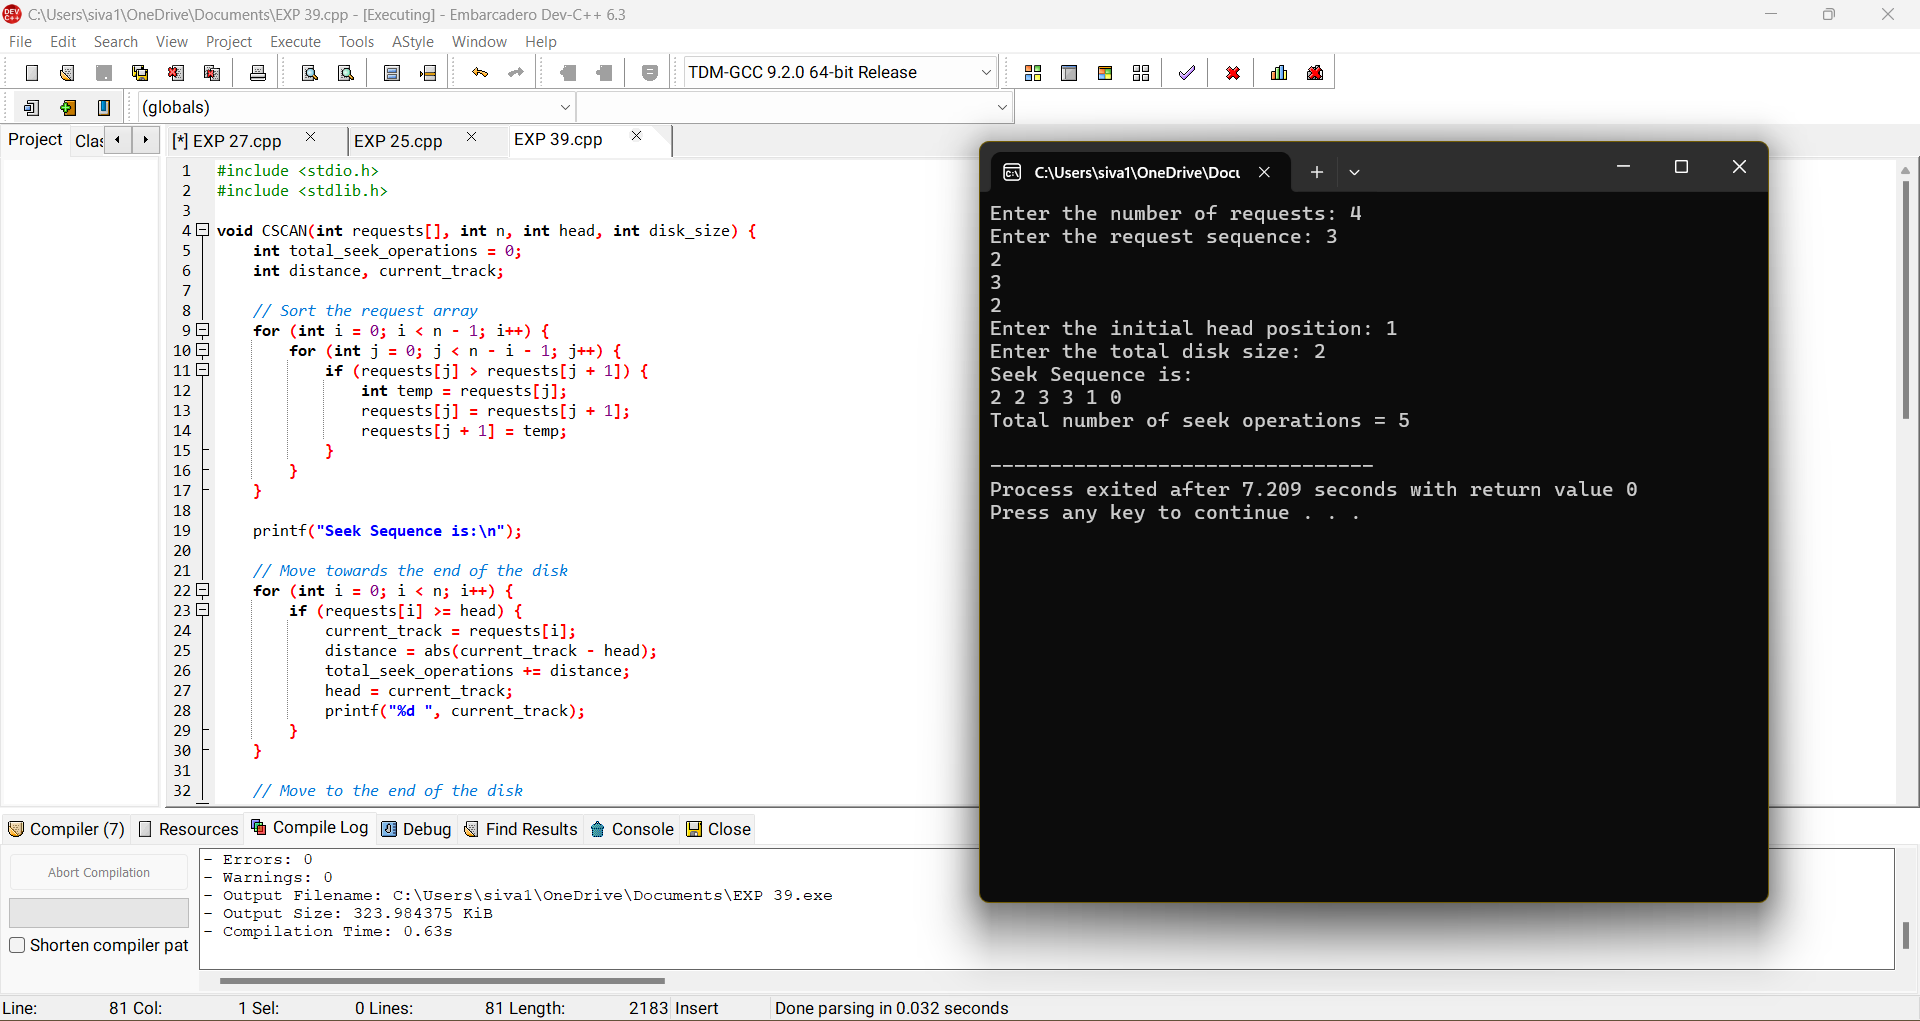 C:\Users\siva1\OneDrive\Documents\EXP 39.cpp - [Executing] - Embarcadero Dev-C++ 6.3
File Edit Search View Project Execute Tools AStyle Window Help
TDM-GCC 9.2.0 64-bit Release
(globals)
Project Clas
[*] EXP 27.cpp EXP 25.cpp EXP 39.cpp
1 #include <stdio.h>
2 #include <stdlib.h>
3
4 void CSCAN(int requests[], int n, int head, int disk_size) {
5 int total_seek_operations = 0;
6 int distance, current_track;
7
8 // Sort the request array
9 for (int i = 0; i < n - 1; i++) {
10 for (int j = 0; j < n - i - 1; j++) {
11 if (requests[j] > requests[j + 1]) {
12 int temp = requests[j];
13 requests[j] = requests[j + 1];
14 requests[j + 1] = temp;
15 }
16 }
17 }
18
19 printf("Seek Sequence is:\n");
20
21 // Move towards the end of the disk
22 for (int i = 0; i < n; i++) {
23 if (requests[i] >= head) {
24 current_track = requests[i];
25 distance = abs(current_track - head);
26 total_seek_operations += distance;
27 head = current_track;
28 printf("%d ", current_track);
29 }
30 }
31
32 // Move to the end of the disk
C:\Users\siva1\OneDrive\Docu
Enter the number of requests: 4
Enter the request sequence: 3
2
3
2
Enter the initial head position: 1
Enter the total disk size: 2
Seek Sequence is:
2 2 3 3 1 0
Total number of seek operations = 5
--------------------------------
Process exited after 7.209 seconds with return value 0
Press any key to continue . . .
Compiler (7) Resources Compile Log Debug Find Results Console Close
Abort Compilation
Shorten compiler pat
- Errors: 0
- Warnings: 0
- Output Filename: C:\Users\siva1\OneDrive\Documents\EXP 39.exe
- Output Size: 323.984375 KiB
- Compilation Time: 0.63s
Line: 81 Col: 1 Sel: 0 Lines: 81 Length: 2183 Insert Done parsing in 0.032 seconds